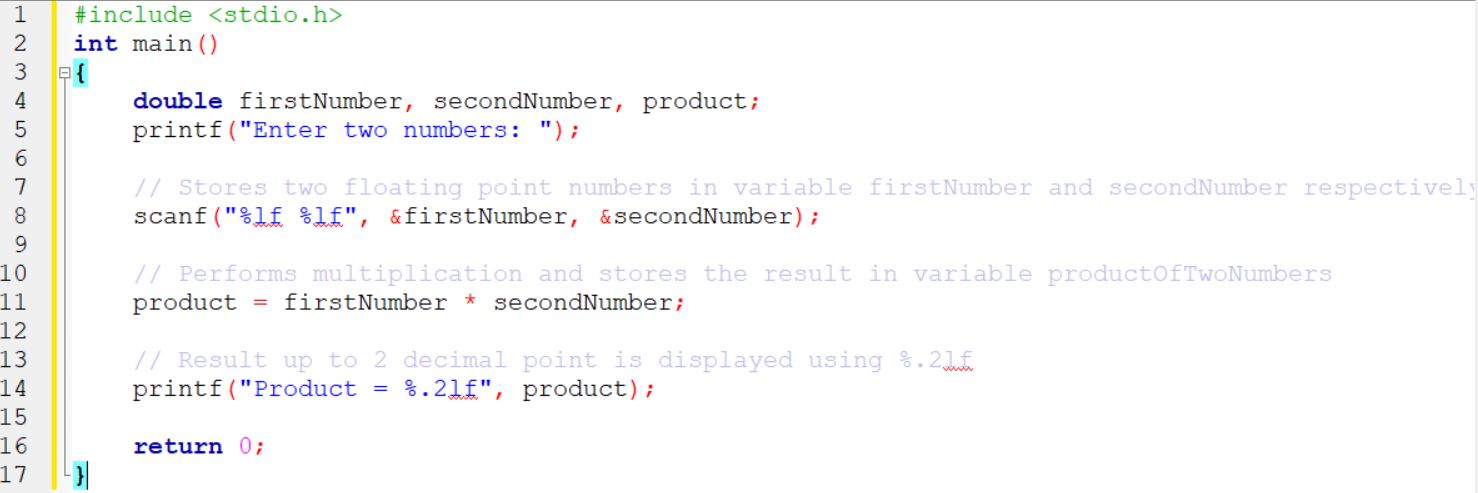 1 #include <stdio.h>
2 int main()
3 {
4 double firstNumber, secondNumber, product;
5 printf("Enter two numbers: ");
6
7 // Stores two floating point numbers in variable firstNumber and secondNumber respectively
8 scanf("%lf %lf", &firstNumber, &secondNumber);
9
10 // Performs multiplication and stores the result in variable productOfTwoNumbers
11 product = firstNumber * secondNumber;
12
13 // Result up to 2 decimal point is displayed using %.2lf
14 printf("Product = %.2lf", product);
15
16 return 0;
17 }